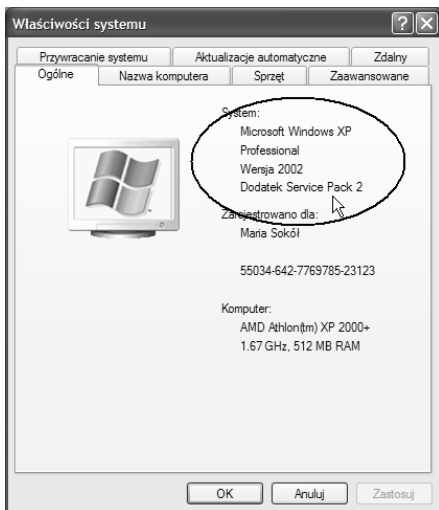 Właściwości systemu
Przywracanie systemu Aktualizacje automatyczne Zdalny
Ogólne Nazwa komputera Sprzęt Zaawansowane
System:
Microsoft Windows XP
Professional
Wersja 2002
Dodatek Service Pack 2
Zarejestrowano dla:
Maria Sokół
55034-642-7769785-23123
Komputer:
AMD Athlon(tm) XP 2000+
1.67 GHz, 512 MB RAM
OK Anuluj Zastosuj